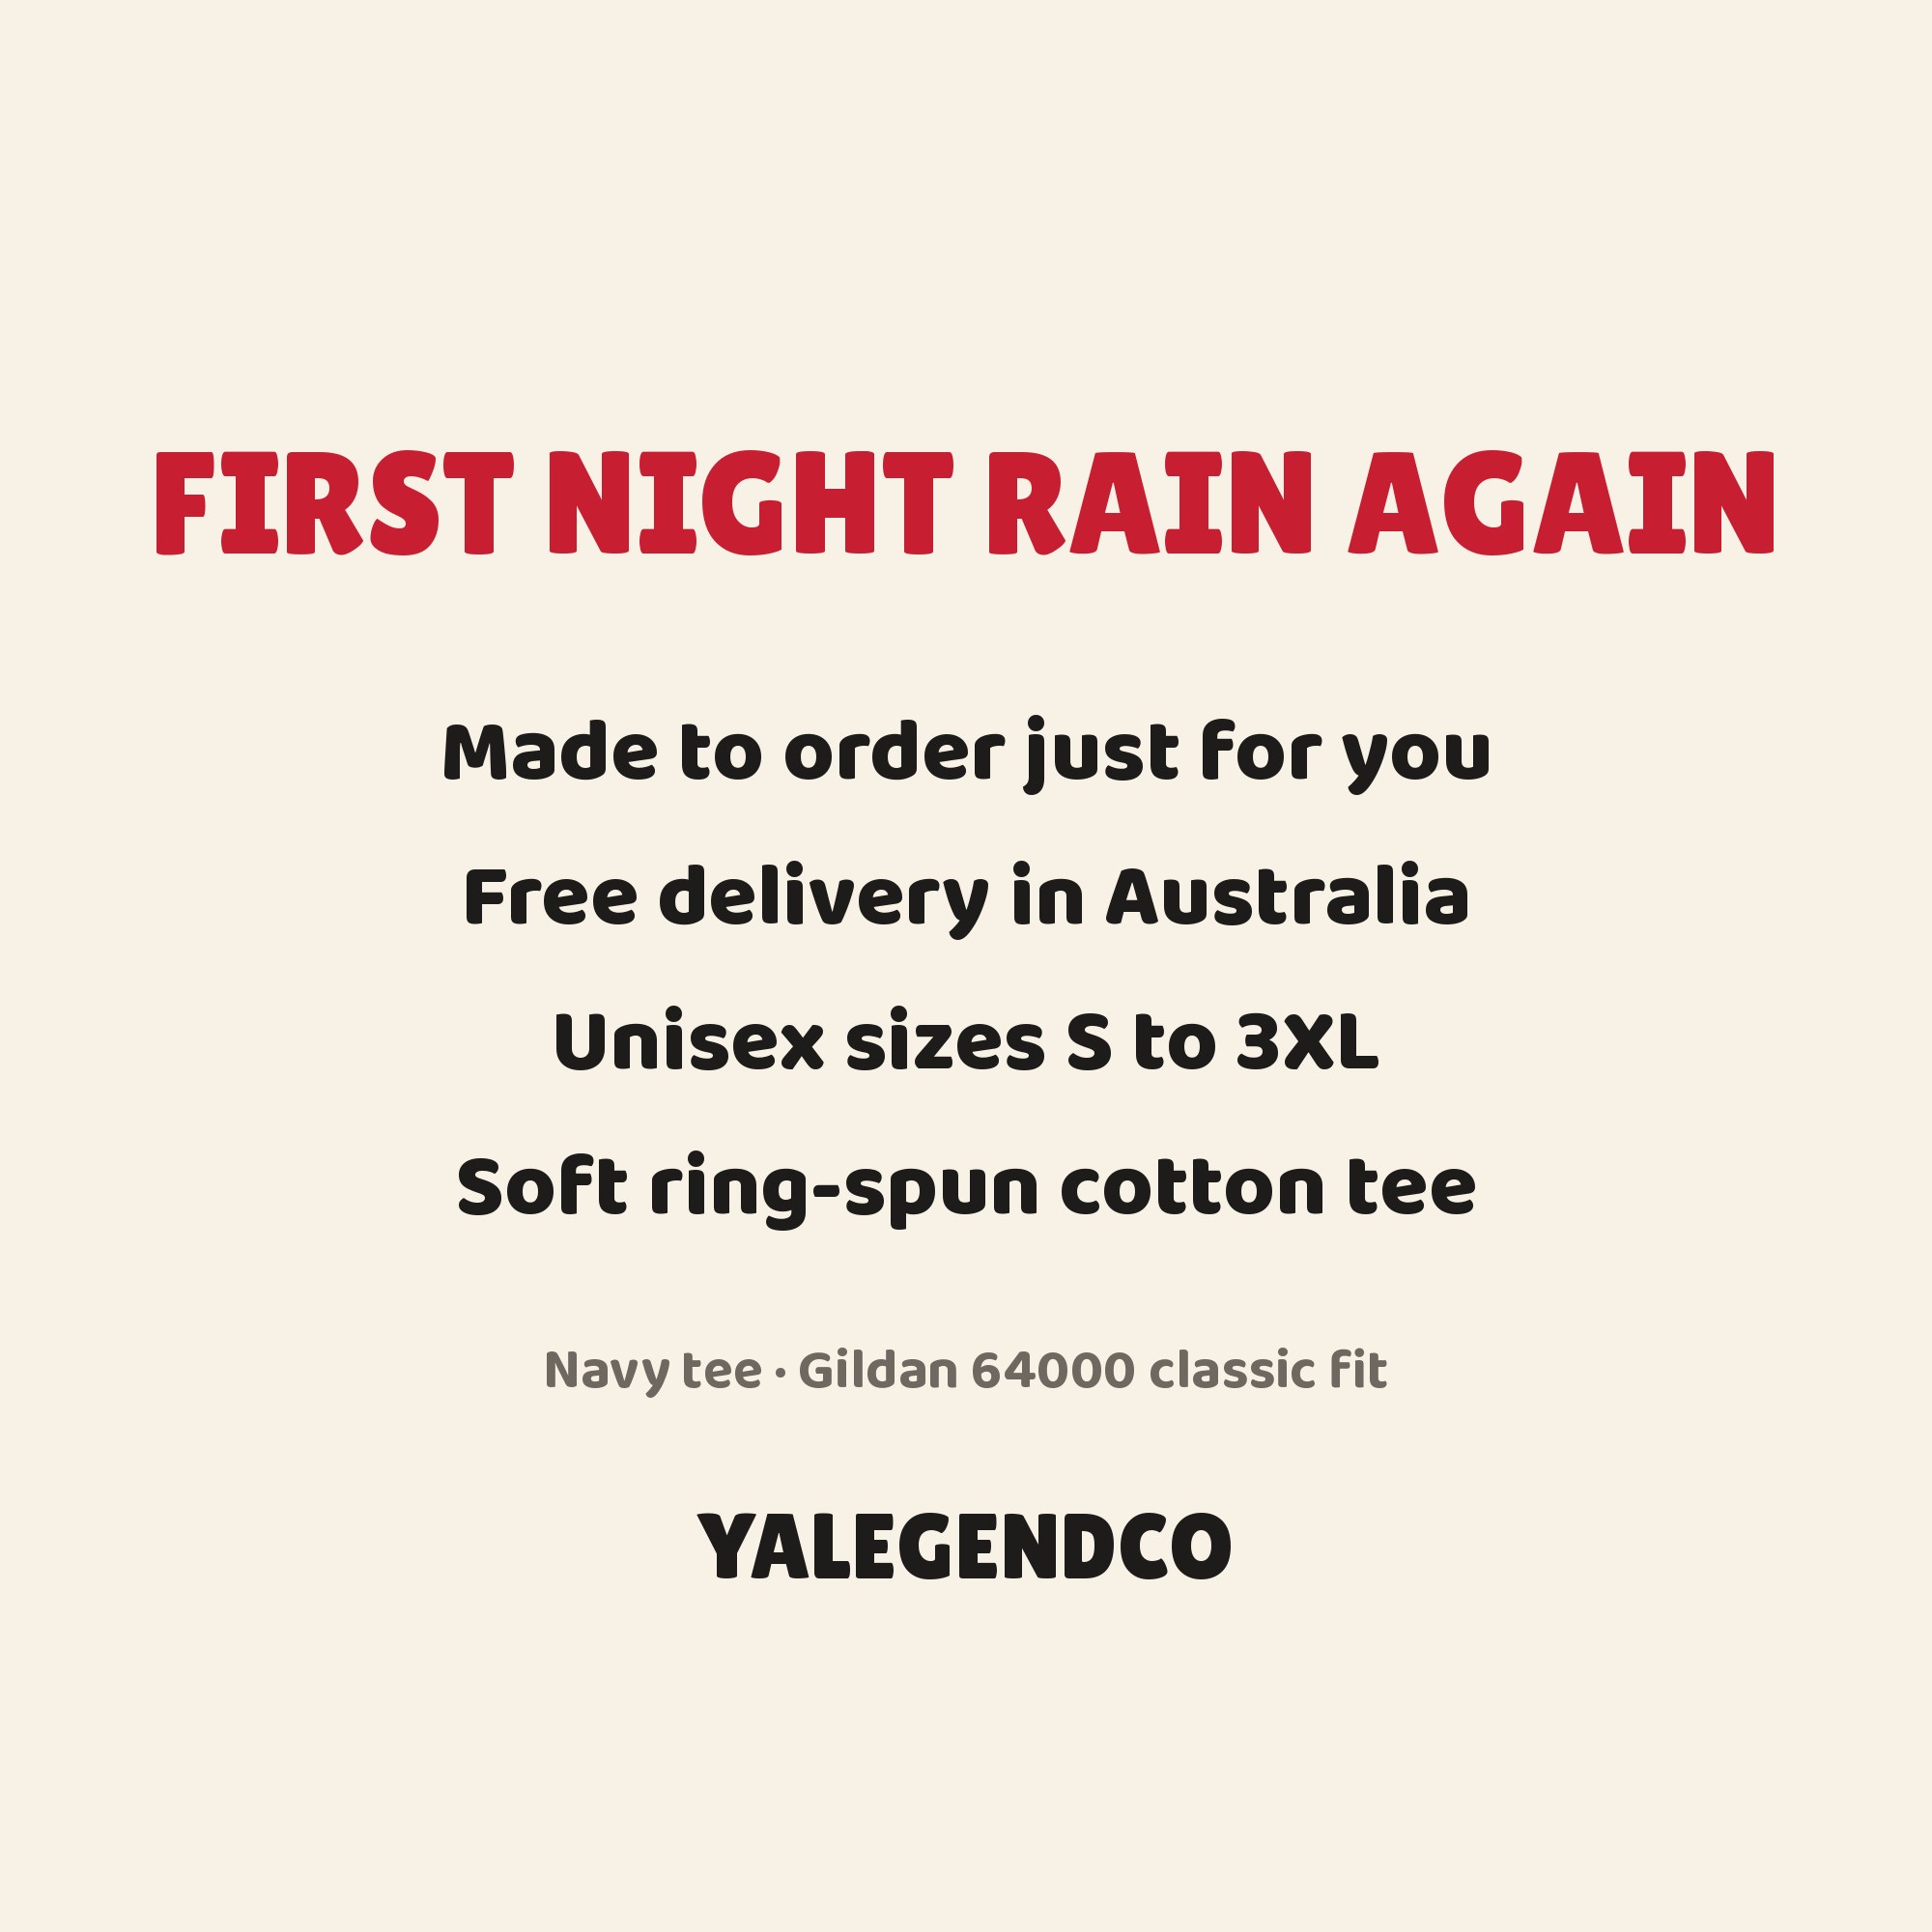 FIRST NIGHT RAIN AGAIN
Made to order just for you
Free delivery in Australia
Unisex sizes S to 3XL
Soft ring-spun cotton tee
Navy tee · Gildan 64000 classic fit
YALEGENDCO